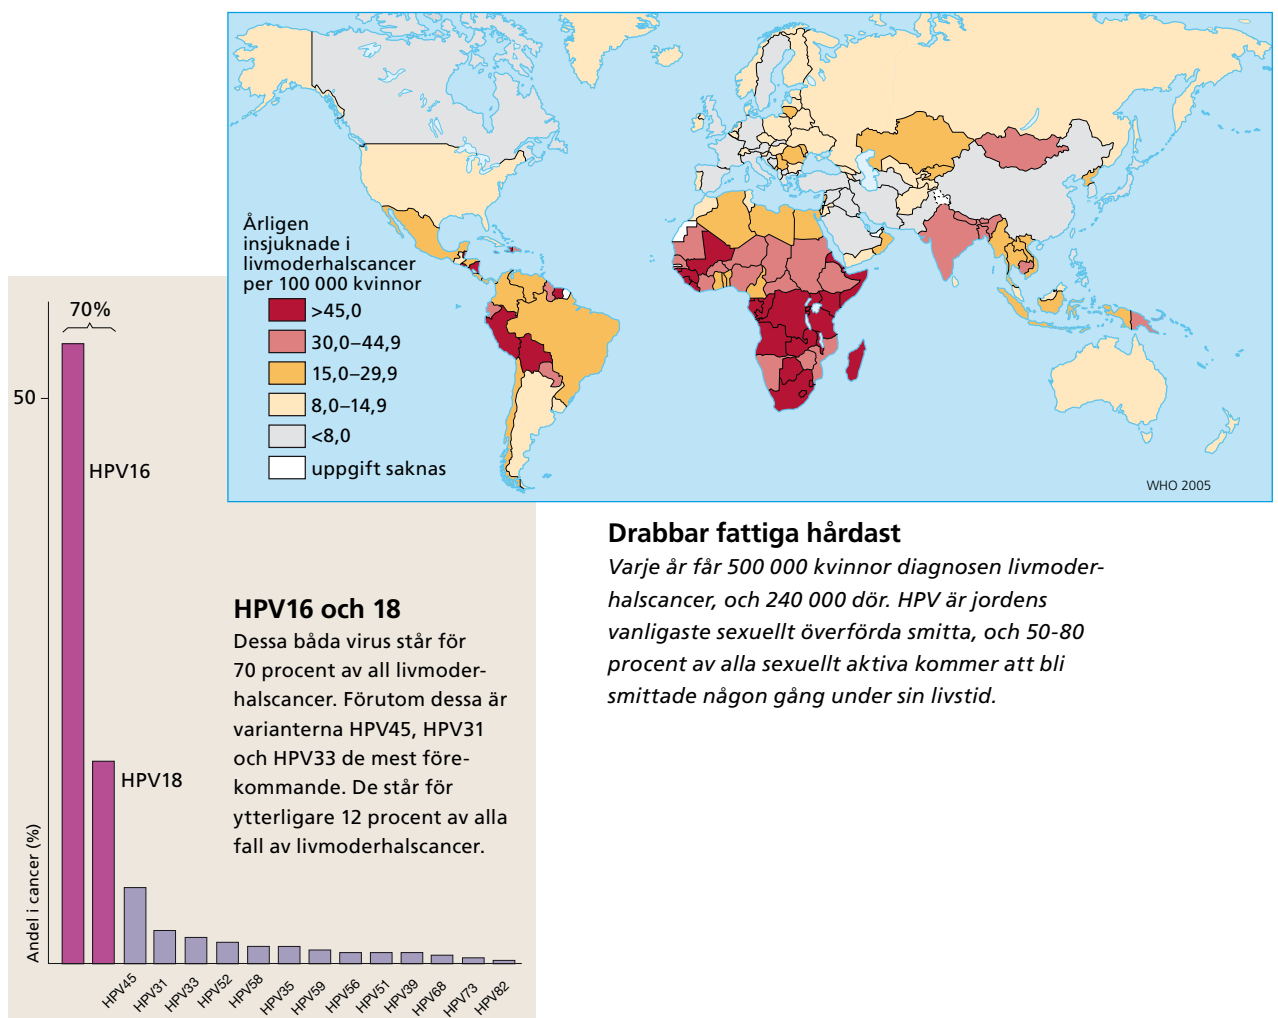 Årligen
insjuknade i
livmoderhalscancer
per 100 000 kvinnor
>45,0
30,0–44,9
15,0–29,9
8,0–14,9
<8,0
uppgift saknas
WHO 2005
70%
50
HPV16
HPV18
Andel i cancer (%)
HPV45
HPV31
HPV33
HPV52
HPV58
HPV35
HPV59
HPV56
HPV51
HPV39
HPV68
HPV73
HPV82
HPV16 och 18
Dessa båda virus står för
70 procent av all livmoder-
halscancer. Förutom dessa är
varianterna HPV45, HPV31
och HPV33 de mest före-
kommande. De står för
ytterligare 12 procent av alla
fall av livmoderhalscancer.
Drabbar fattiga hårdast
Varje år får 500 000 kvinnor diagnosen livmoder-
halscancer, och 240 000 dör. HPV är jordens
vanligaste sexuellt överförda smitta, och 50-80
procent av alla sexuellt aktiva kommer att bli
smittade någon gång under sin livstid.